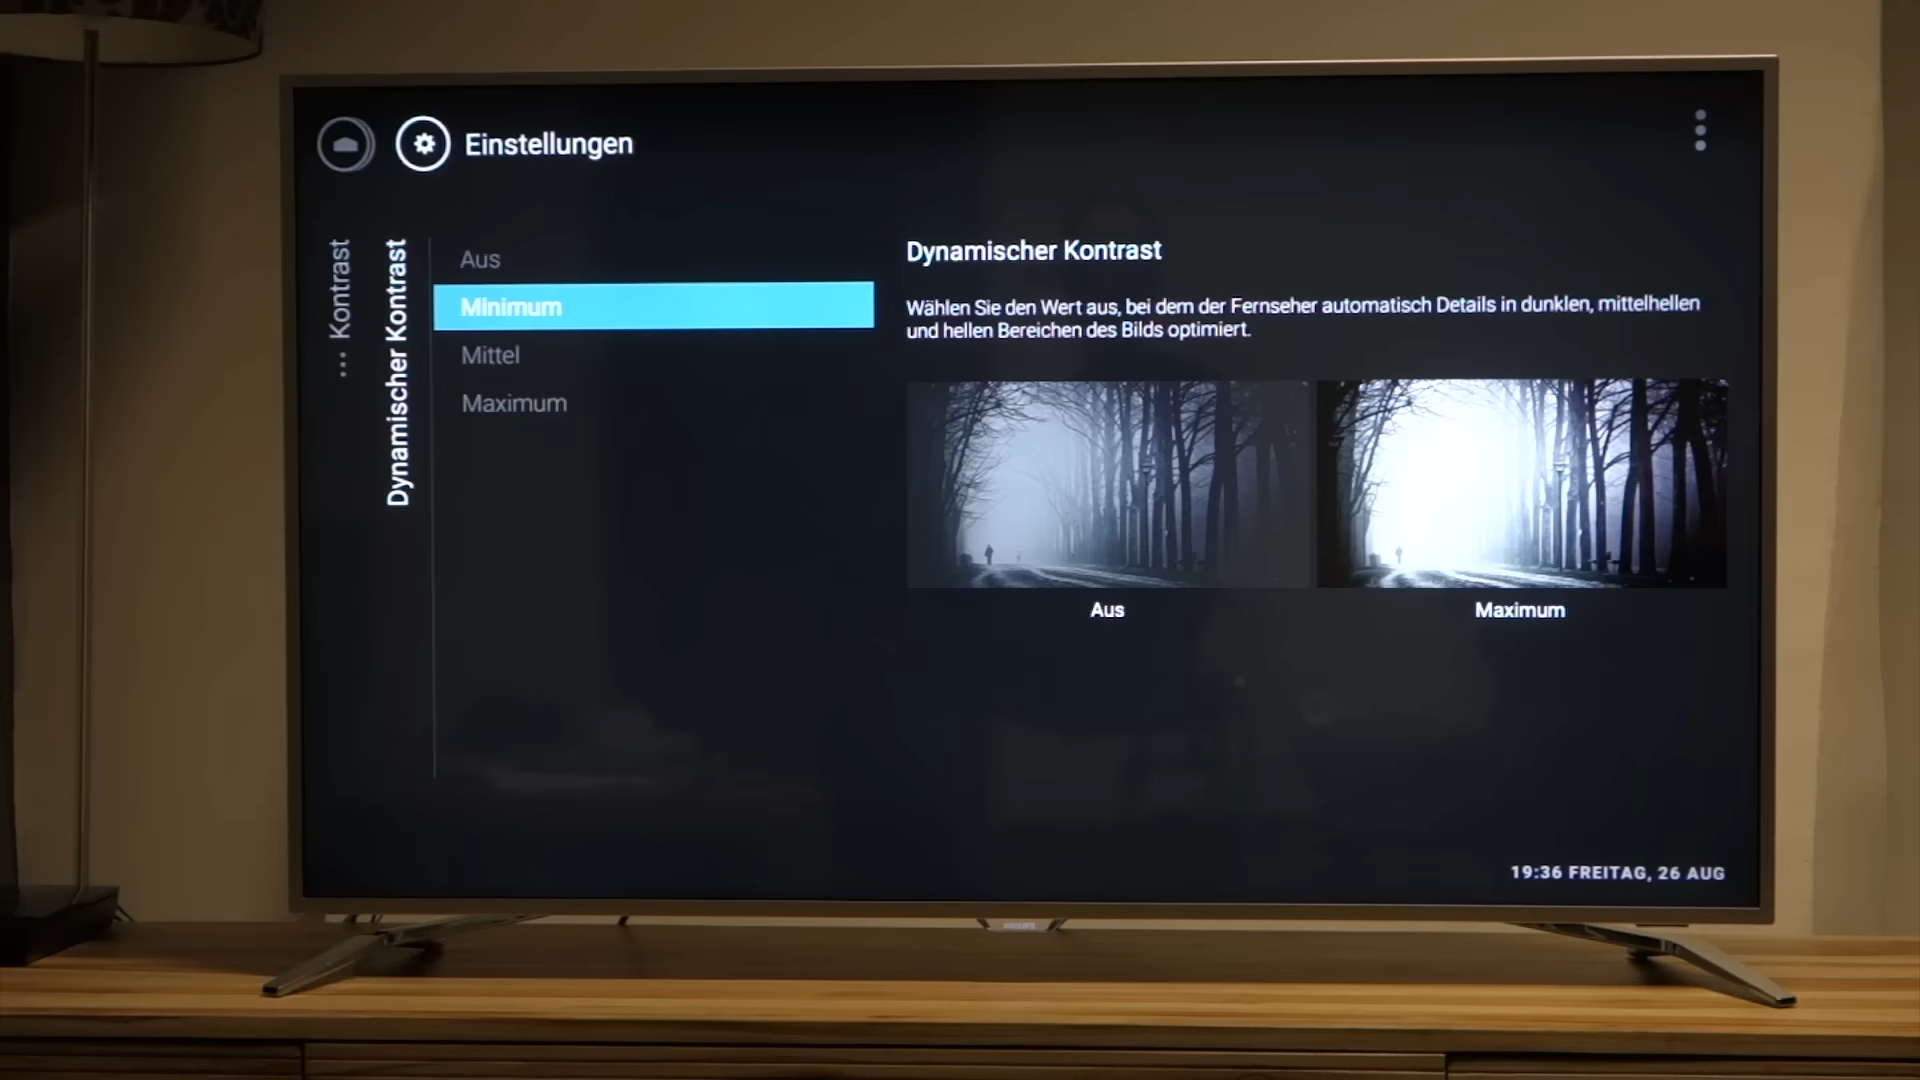 Einstellungen
... Kontrast
Dynamischer Kontrast
Aus
Minimum
Mittel
Maximum
Dynamischer Kontrast
Wählen Sie den Wert aus, bei dem der Fernseher automatisch Details in dunklen, mittelhellen
und hellen Bereichen des Bilds optimiert.
Aus
Maximum
19:36 FREITAG, 26 AUG
PHILIPS